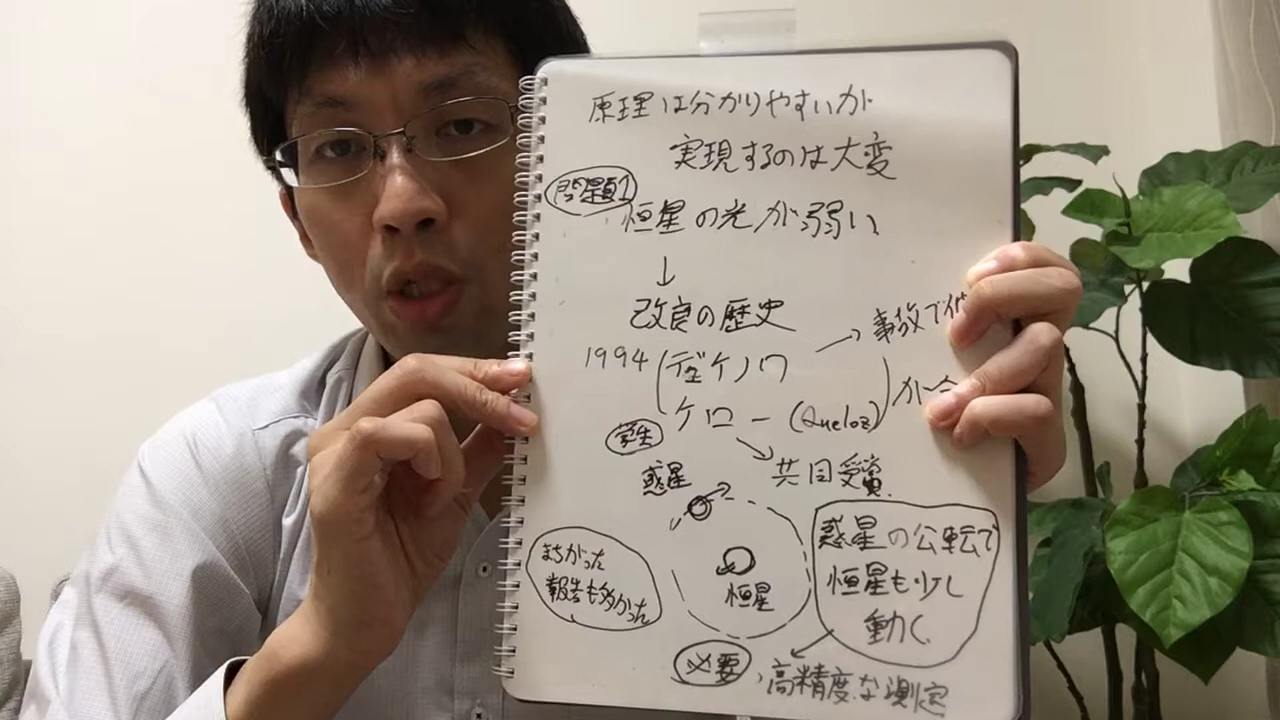 原理は分かりやすいが
実現するのは大変
問題1
恒星の光が弱い
↓
改良の歴史
→ 事故で
1994 デュケノワ
ケロー (Queloz)
学生
共同受賞
惑星
まちがった
報告も多かった
恒星
惑星の公転で
恒星も少し
動く
必要
高精度な測定